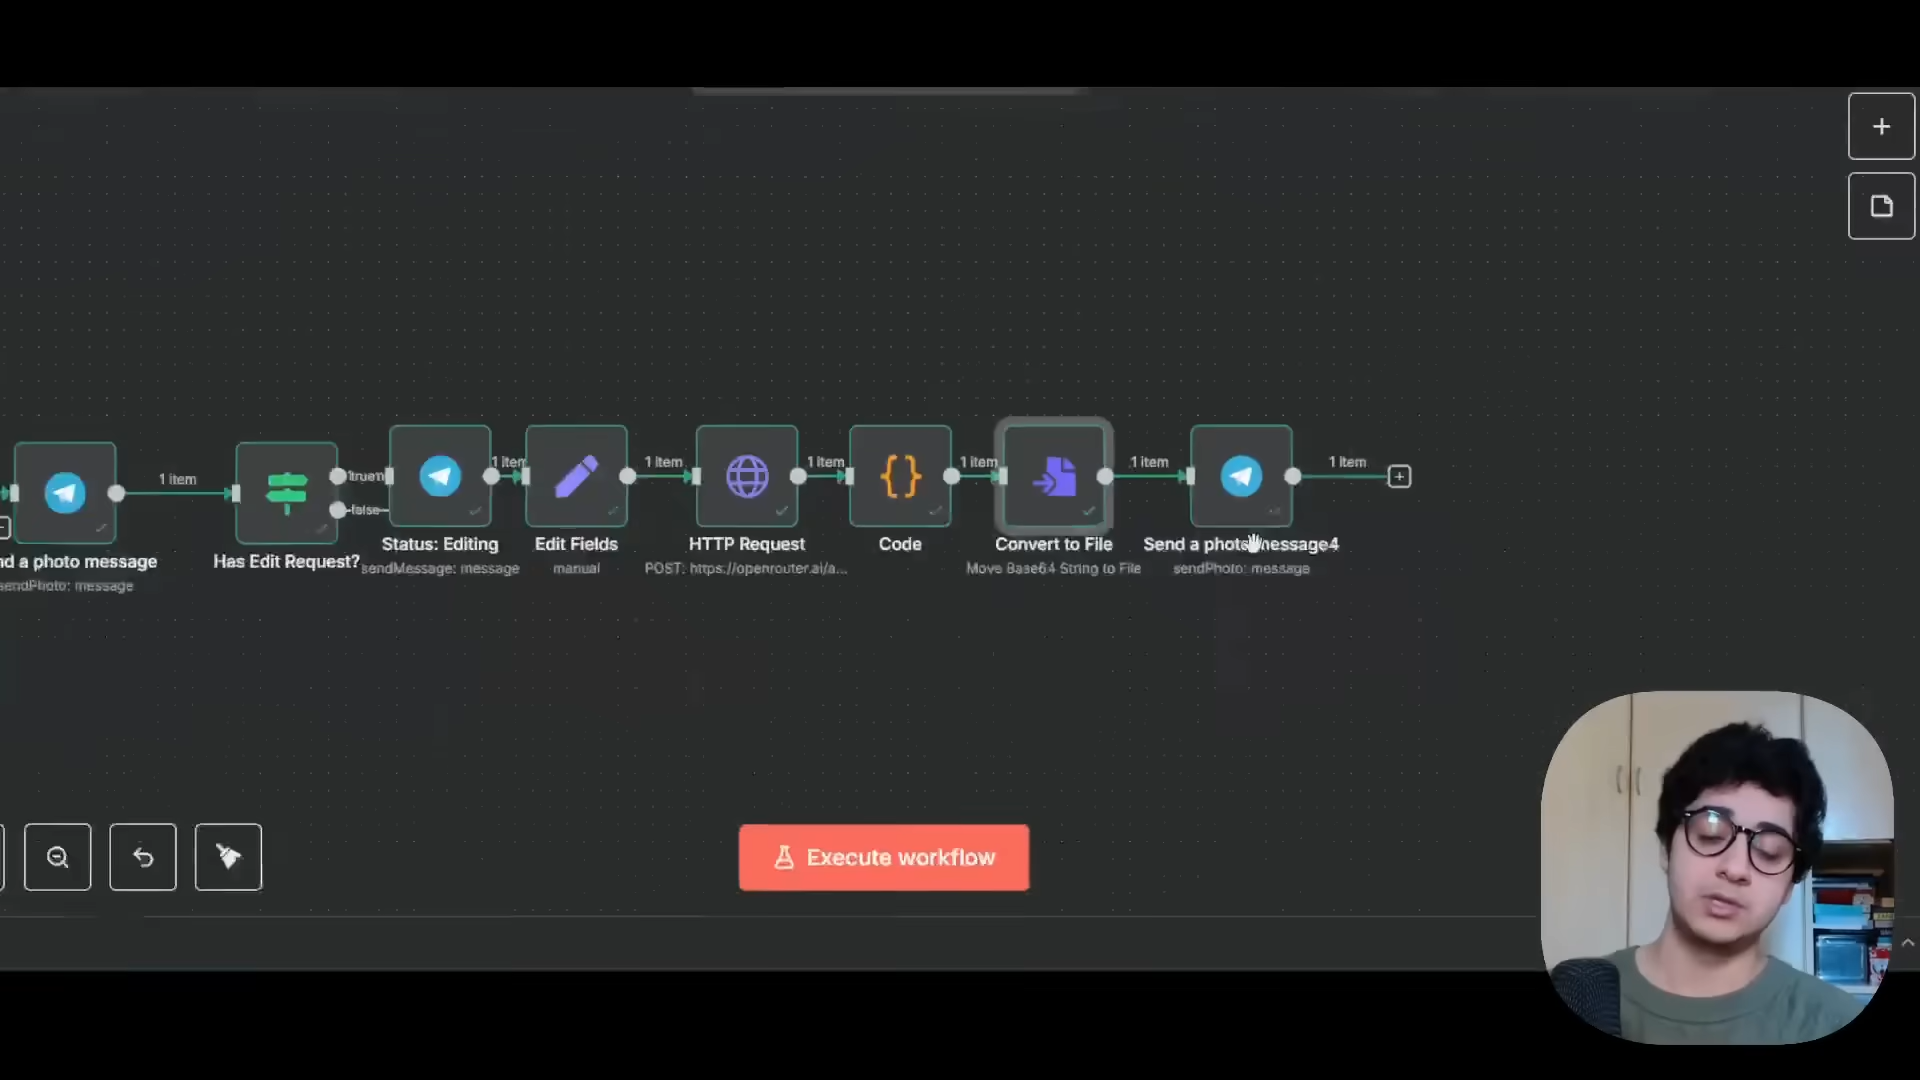 1 item
true
false
1 item
1 item
1 item
1 item
1 item
1 item
nd a photo message
sendPhoto: message
Has Edit Request?
Status: Editing
sendMessage: message
Edit Fields
manual
HTTP Request
POST: https://openrouter.ai/a...
Code
Convert to File
Move Base64 String to File
Send a photo message4
sendPhoto: message
Execute workflow